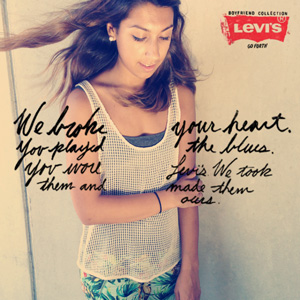 BOYFRIEND COLLECTION
LEVI'S
GO FORTH
We broke your heart.
You played the blues.
You wore Levi's. We took
them and made them
ours.